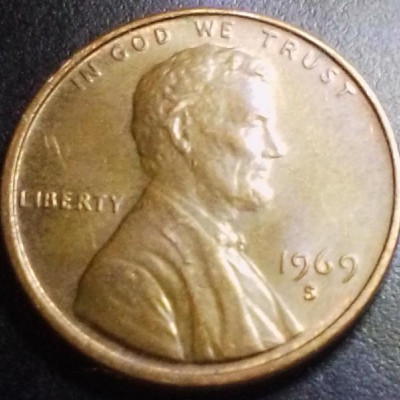 IN GOD WE TRUST
LIBERTY
1969
S